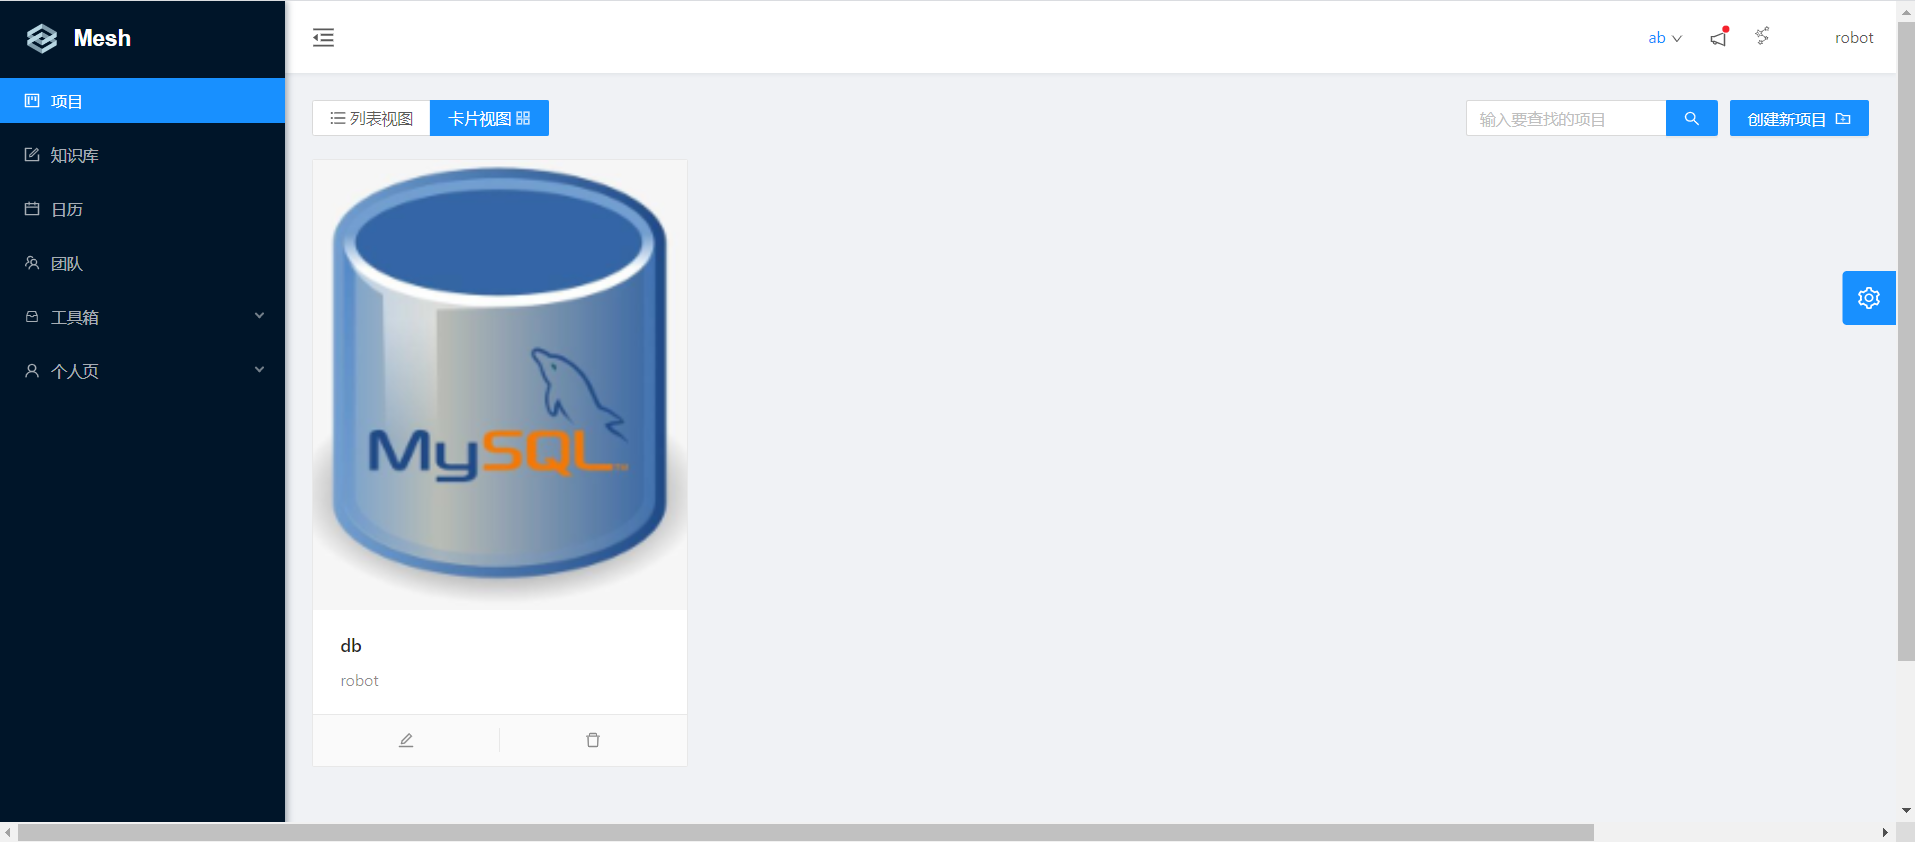 Mesh
项目
知识库
日历
团队
工具箱
个人页
ab
robot
列表视图
卡片视图
输入要查找的项目
创建新项目
MySQL™
db
robot